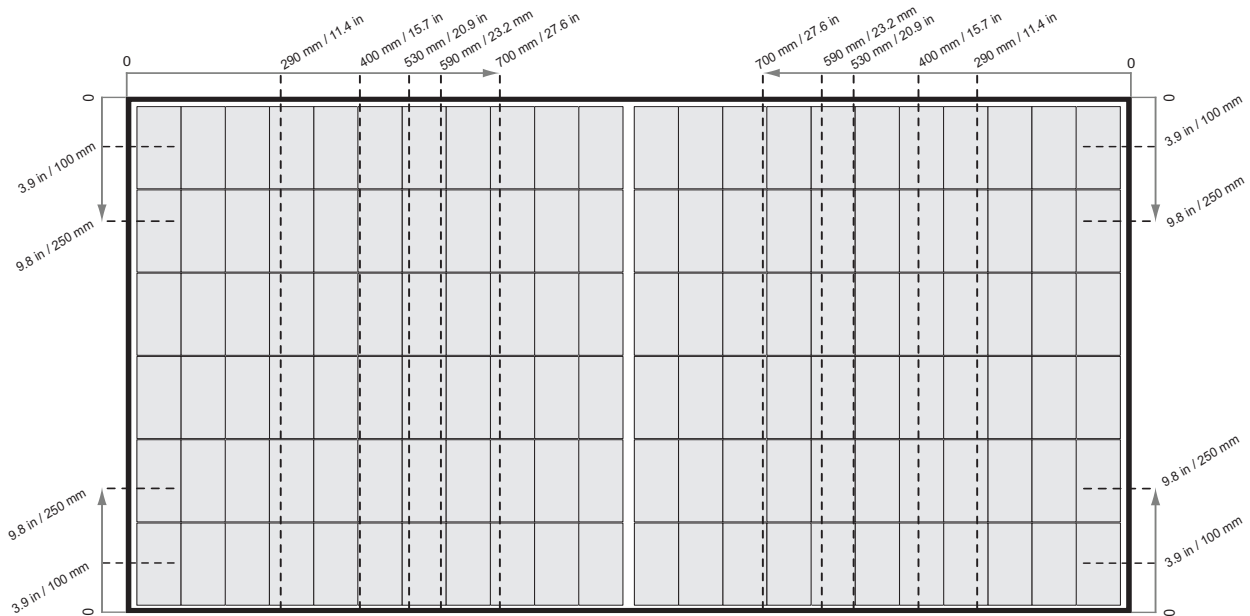 290 mm / 11.4 in
400 mm / 15.7 in
530 mm / 20.9 in
590 mm / 23.2 mm
700 mm / 27.6 in
700 mm / 27.6 in
590 mm / 23.2 mm
530 mm / 20.9 in
400 mm / 15.7 in
290 mm / 11.4 in
0
0
0
0
3.9 in / 100 mm
3.9 in / 100 mm
9.8 in / 250 mm
9.8 in / 250 mm
9.8 in / 250 mm
9.8 in / 250 mm
3.9 in / 100 mm
3.9 in / 100 mm
0
0